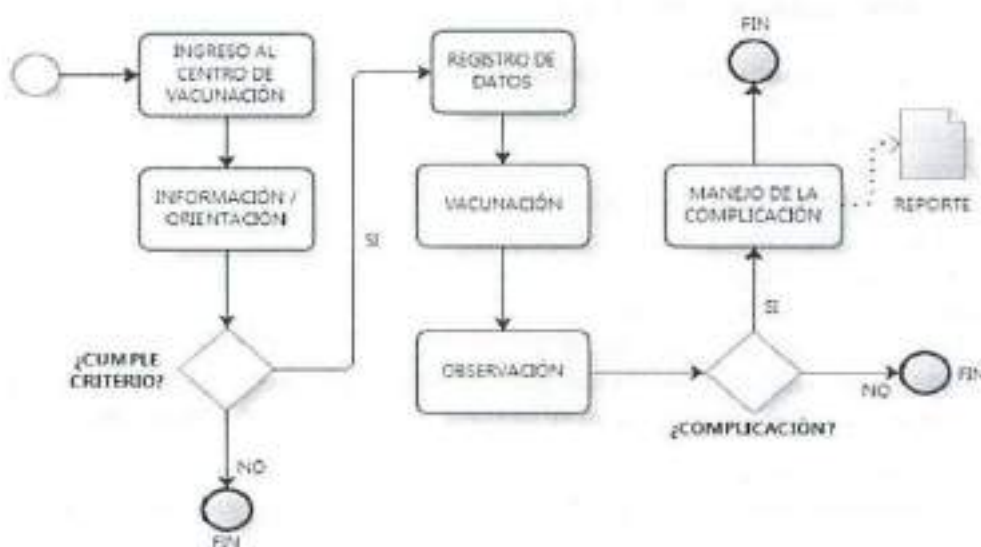 INGRESO AL
CENTRO DE
VACUNACIÓN
INFORMACIÓN /
ORIENTACIÓN
¿CUMPLE
CRITERIO?
NO
FIN
SI
REGISTRO DE
DATOS
VACUNACIÓN
OBSERVACIÓN
¿COMPLICACIÓN?
SI
MANEJO DE LA
COMPLICACIÓN
REPORTE
FIN
NO
FIN